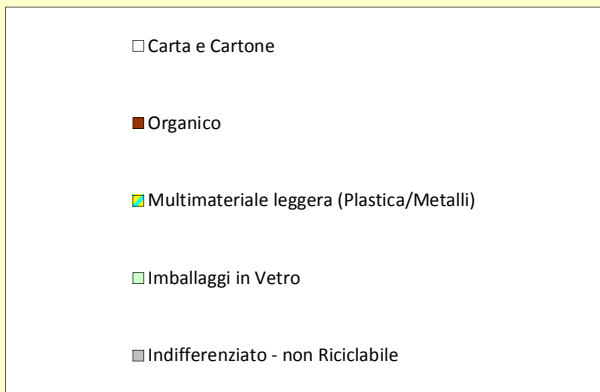 Carta e Cartone
Organico
Multimateriale leggera (Plastica/Metalli)
Imballaggi in Vetro
Indifferenziato - non Riciclabile